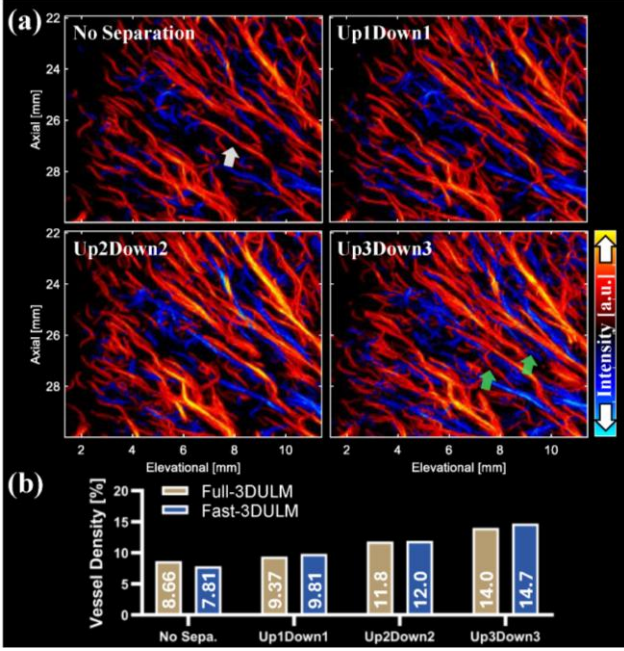 (a)
No Separation
Up1Down1
22
24
26
28
Axial [mm]
Up2Down2
Up3Down3
22
24
26
28
Axial [mm]
2 4 6 8 10
2 4 6 8 10
Elevational [mm]
Elevational [mm]
Intensity [a.u.]
(b)
Full-3DULM
Fast-3DULM
Vessel Density [%]
20
15
10
5
0
8.66 7.81 9.37 9.81 11.8 12.0 14.0 14.7
No Sepa. Up1Down1 Up2Down2 Up3Down3